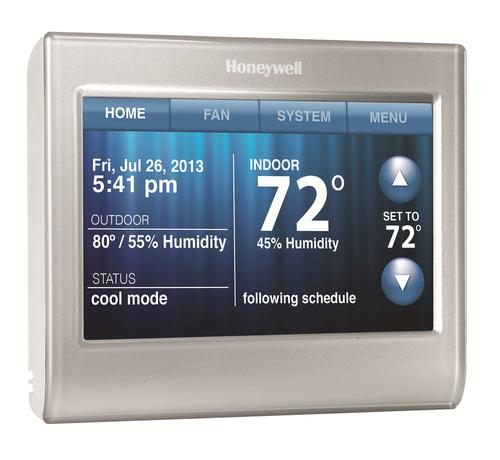 Honeywell
HOME FAN SYSTEM MENU
Fri, Jul 26, 2013
5:41 pm
OUTDOOR
80° / 55% Humidity
STATUS
cool mode
INDOOR
72°
45% Humidity
following schedule
SET TO
72°